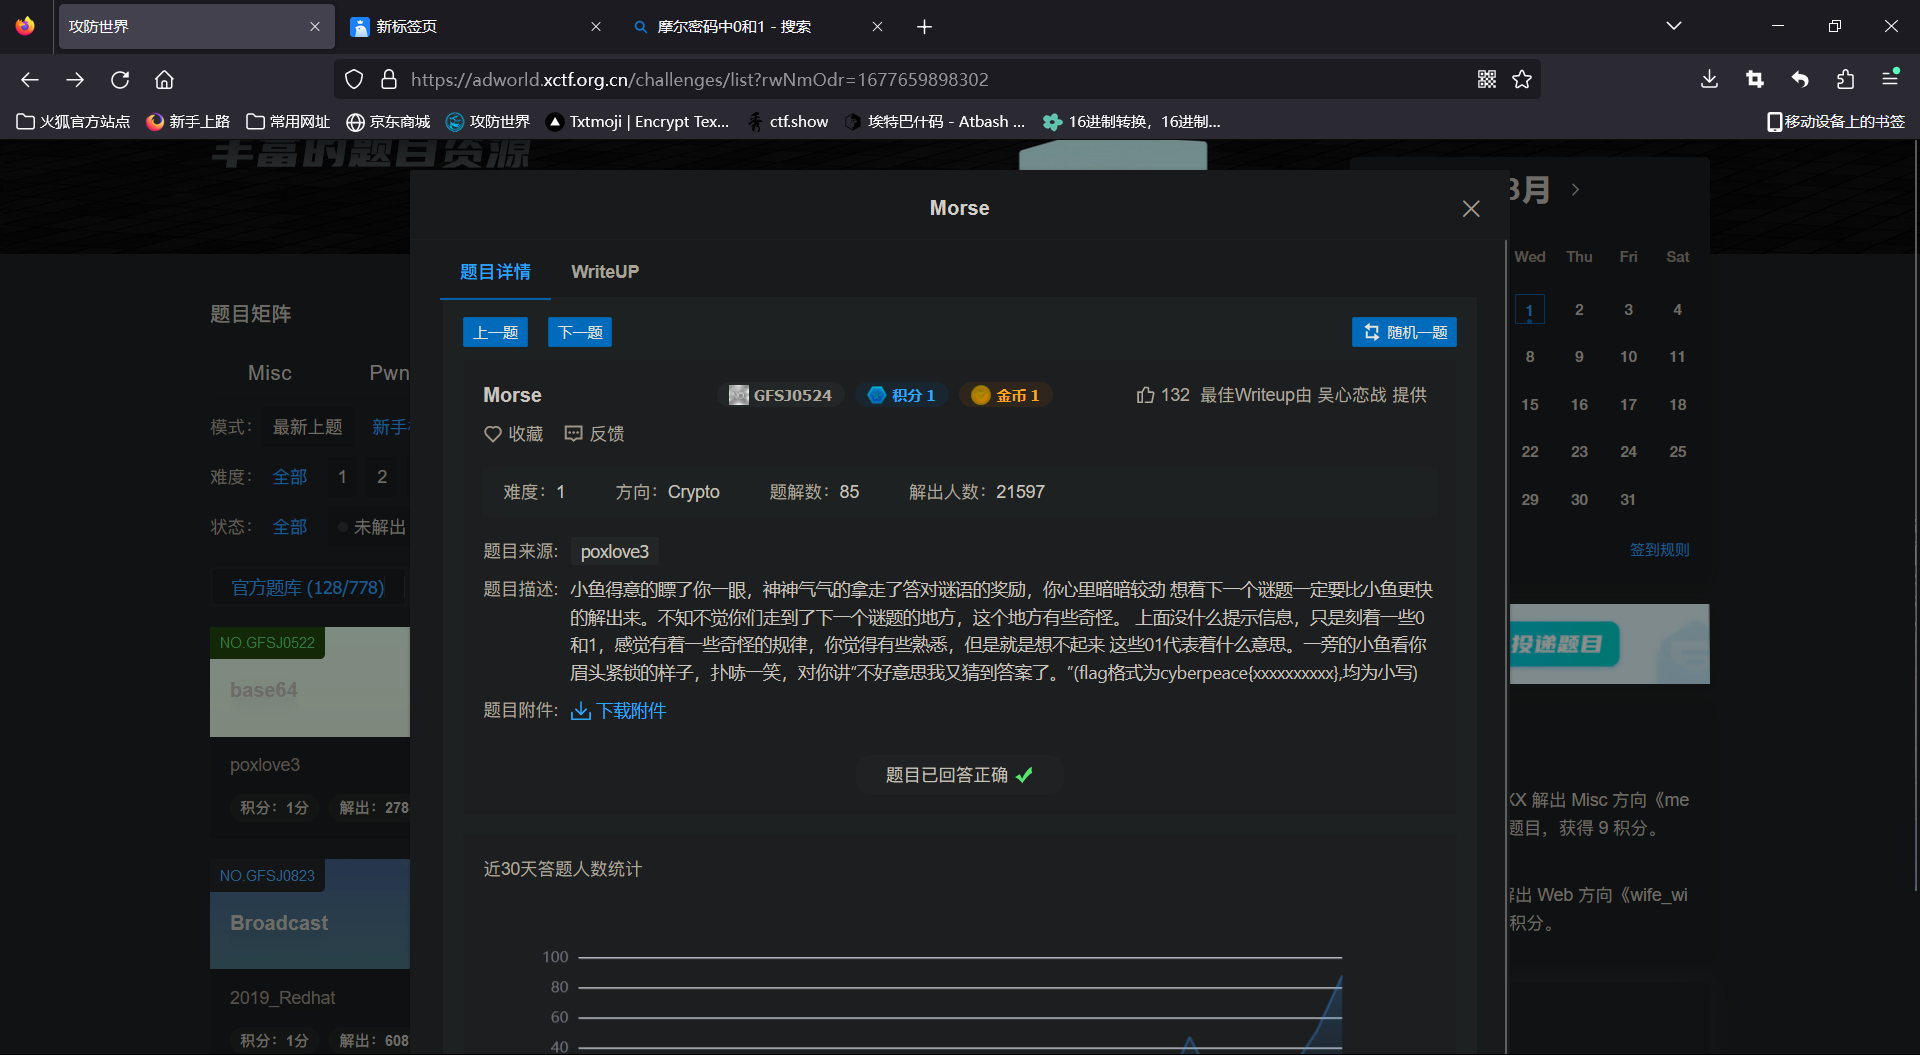 攻防世界
新标签页
摩尔密码中0和1 - 搜索
https://adworld.xctf.org.cn/challenges/list?rwNmOdr=1677659898302
火狐官方站点
新手上路
常用网址
京东商城
攻防世界
Txtmoji | Encrypt Tex...
ctf.show
埃特巴什码 - Atbash ...
16进制转换，16进制...
移动设备上的书签
丰富的题目资源
3月
Morse
Wed Thu Fri Sat
题目详情
WriteUP
1 2 3 4
题目矩阵
上一题
下一题
随机一题
8 9 10 11
Misc
Pwn
Morse
GFSJ0524
积分 1
金币 1
132 最佳Writeup由 吴心恋战 提供
15 16 17 18
模式：
最新上题
新手
收藏
反馈
22 23 24 25
难度：
全部
1
2
难度：1
方向：Crypto
题解数：85
解出人数：21597
29 30 31
状态：
全部
未解出
题目来源：
poxlove3
签到规则
官方题库 (128/778)
题目描述：
小鱼得意的瞟了你一眼，神神气气的拿走了答对谜语的奖励，你心里暗暗较劲 想着下一个谜题一定要比小鱼更快
的解出来。不知不觉你们走到了下一个谜题的地方，这个地方有些奇怪。 上面没什么提示信息，只是刻着一些0
和1，感觉有着一些奇怪的规律，你觉得有些熟悉，但是就是想不起来 这些01代表着什么意思。一旁的小鱼看你
眉头紧锁的样子，扑哧一笑，对你讲”不好意思我又猜到答案了。“(flag格式为cyberpeace{xxxxxxxxxx},均为小写)
NO.GFSJ0522
base64
投递题目
题目附件：
下载附件
poxlove3
题目已回答正确
积分：1分
解出：278
X 解出 Misc 方向《me
题目，获得 9 积分。
NO.GFSJ0823
Broadcast
近30天答题人数统计
出 Web 方向《wife_wi
积分。
2019_Redhat
积分：1分
解出：608
100
80
60
40